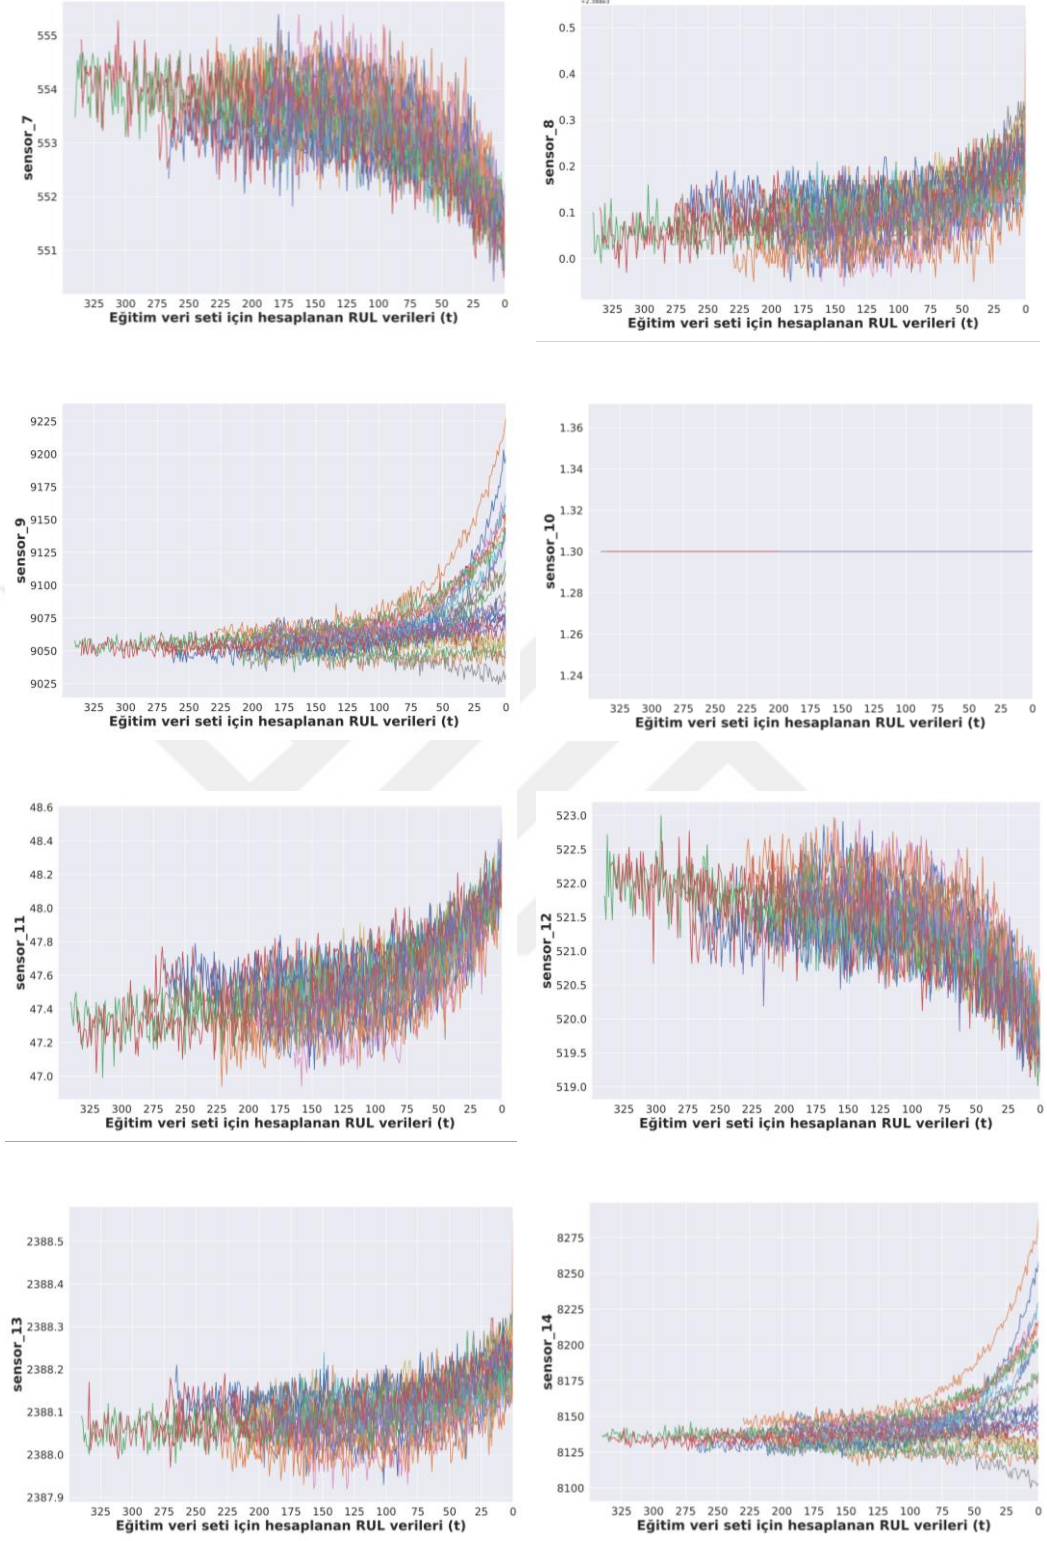 555
554
553
552
551
sensor_7
325 300 275 250 225 200 175 150 125 100 75 50 25 0
Eğitim veri seti için hesaplanan RUL verileri (t)
0.5
0.4
0.3
0.2
0.1
0.0
sensor_8
325 300 275 250 225 200 175 150 125 100 75 50 25 0
Eğitim veri seti için hesaplanan RUL verileri (t)
9225
9200
9175
9150
9125
9100
9075
9050
9025
sensor_9
325 300 275 250 225 200 175 150 125 100 75 50 25 0
Eğitim veri seti için hesaplanan RUL verileri (t)
1.36
1.34
1.32
1.30
1.28
1.26
1.24
sensor_10
325 300 275 250 225 200 175 150 125 100 75 50 25 0
Eğitim veri seti için hesaplanan RUL verileri (t)
48.6
48.4
48.2
48.0
47.8
47.6
47.4
47.2
47.0
sensor_11
325 300 275 250 225 200 175 150 125 100 75 50 25 0
Eğitim veri seti için hesaplanan RUL verileri (t)
523.0
522.5
522.0
521.5
521.0
520.5
520.0
519.5
519.0
sensor_12
325 300 275 250 225 200 175 150 125 100 75 50 25 0
Eğitim veri seti için hesaplanan RUL verileri (t)
2388.5
2388.4
2388.3
2388.2
2388.1
2388.0
2387.9
sensor_13
325 300 275 250 225 200 175 150 125 100 75 50 25 0
Eğitim veri seti için hesaplanan RUL verileri (t)
8275
8250
8225
8200
8175
8150
8125
8100
sensor_14
325 300 275 250 225 200 175 150 125 100 75 50 25 0
Eğitim veri seti için hesaplanan RUL verileri (t)